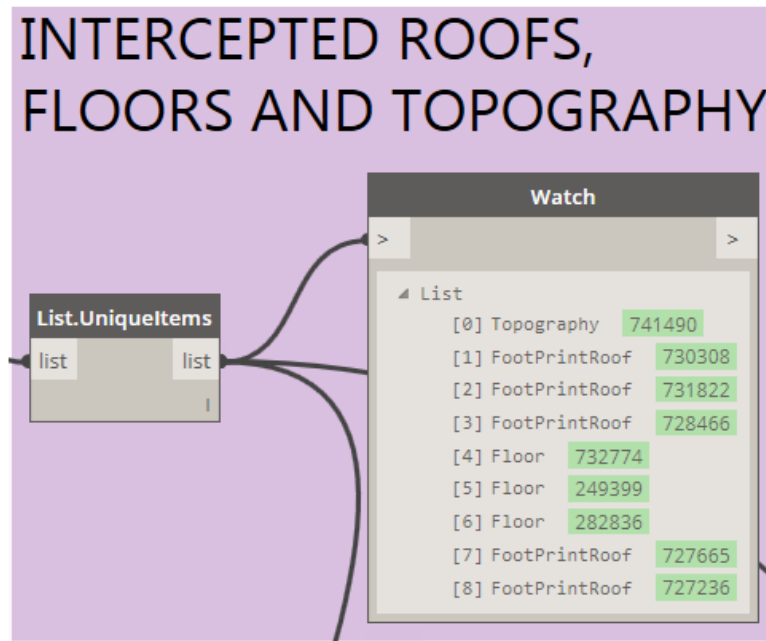 INTERCEPTED ROOFS,
FLOORS AND TOPOGRAPHY
Watch
> >
List.UniqueItems
list list
l
List
[0] Topography 741490
[1] FootPrintRoof 730308
[2] FootPrintRoof 731822
[3] FootPrintRoof 728466
[4] Floor 732774
[5] Floor 249399
[6] Floor 282836
[7] FootPrintRoof 727665
[8] FootPrintRoof 727236